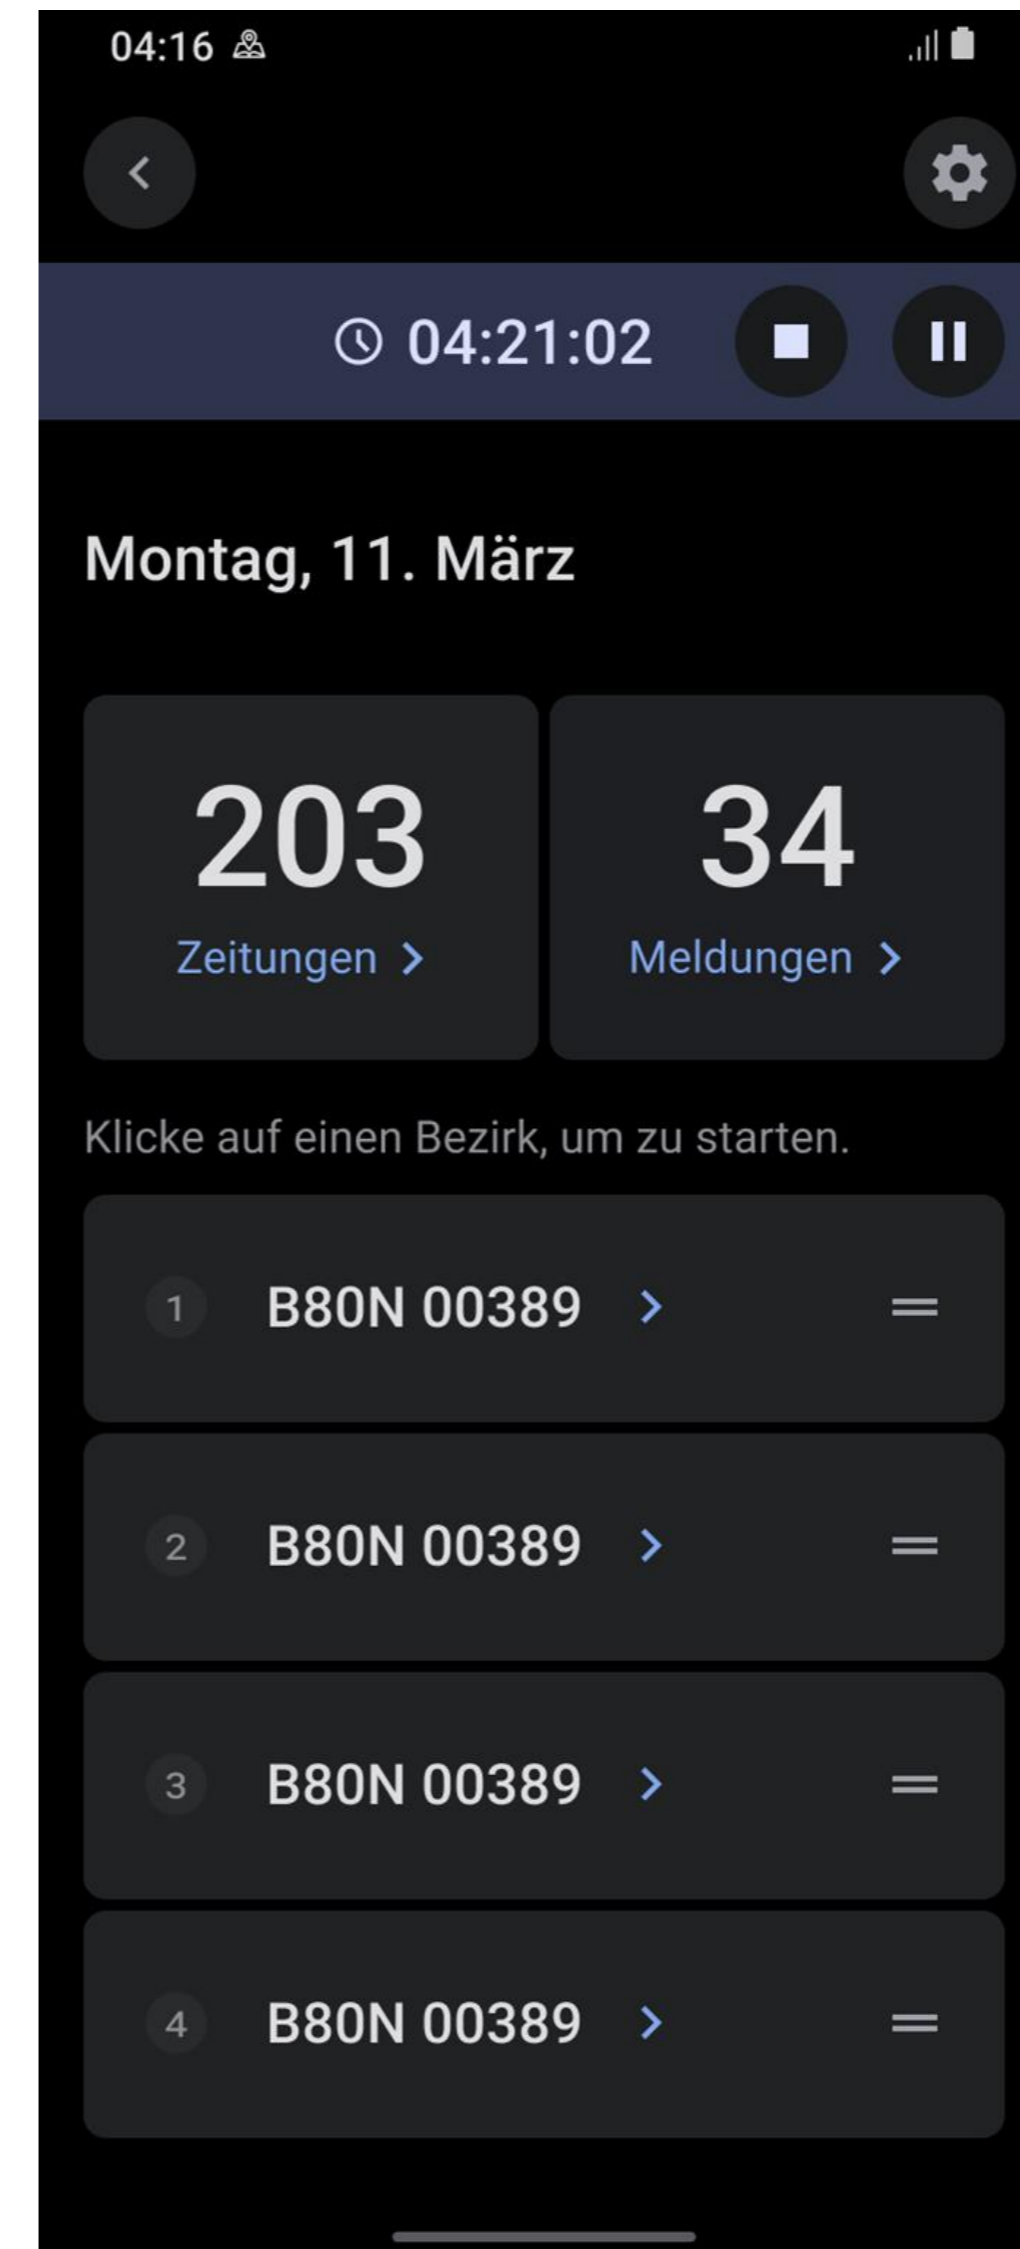 04:16
04:21:02
Montag, 11. März
203
Zeitungen
34
Meldungen
Klicke auf einen Bezirk, um zu starten.
1 B80N 00389
2 B80N 00389
3 B80N 00389
4 B80N 00389